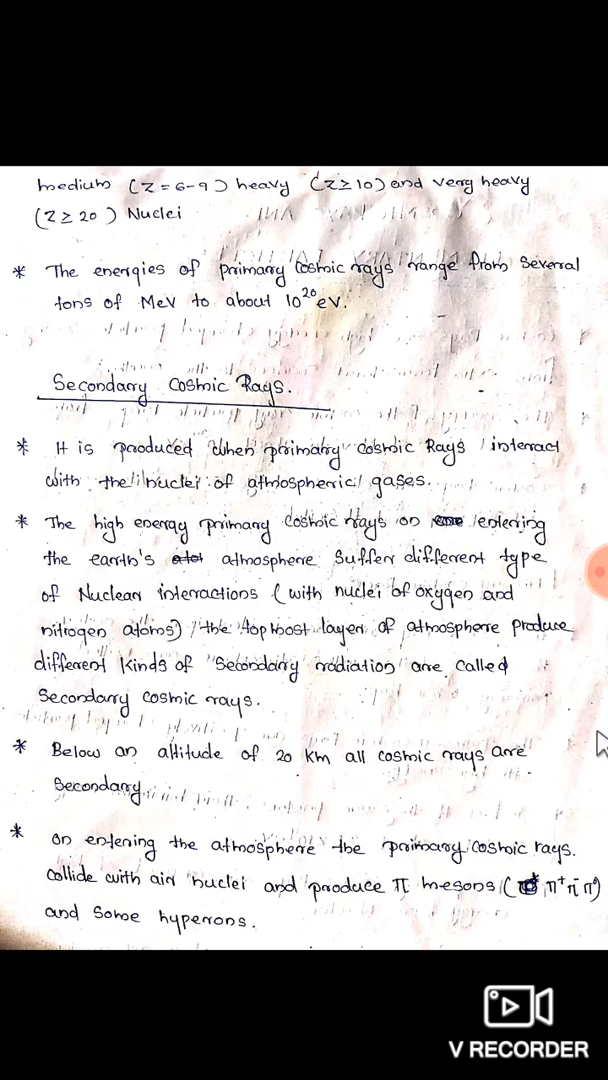 medium (Z = 6-9) heavy (Z ≥ 10) and very heavy
(Z ≥ 20) Nuclei
* The energies of primary Cosmic rays range from several
tons of MeV to about 10²⁰ eV.
Secondary Cosmic Rays.
* It is produced when primary cosmic Rays interact
with the nuclei of atmospheric gases.
* The high energy primary cosmic rays on entering
the earth's atmosphere suffer different type
of Nuclear interactions (with nuclei of oxygen and
nitrogen atoms) the topmost layer of atmosphere produce
different kinds of secondary radiation are called
Secondary cosmic rays.
* Below an altitude of 20 km all cosmic rays are
Secondary
* On entering the atmosphere the primary cosmic rays.
collide with air nuclei and produce π mesons (π⁺ π⁻ π⁰)
and some hyperons.
V RECORDER